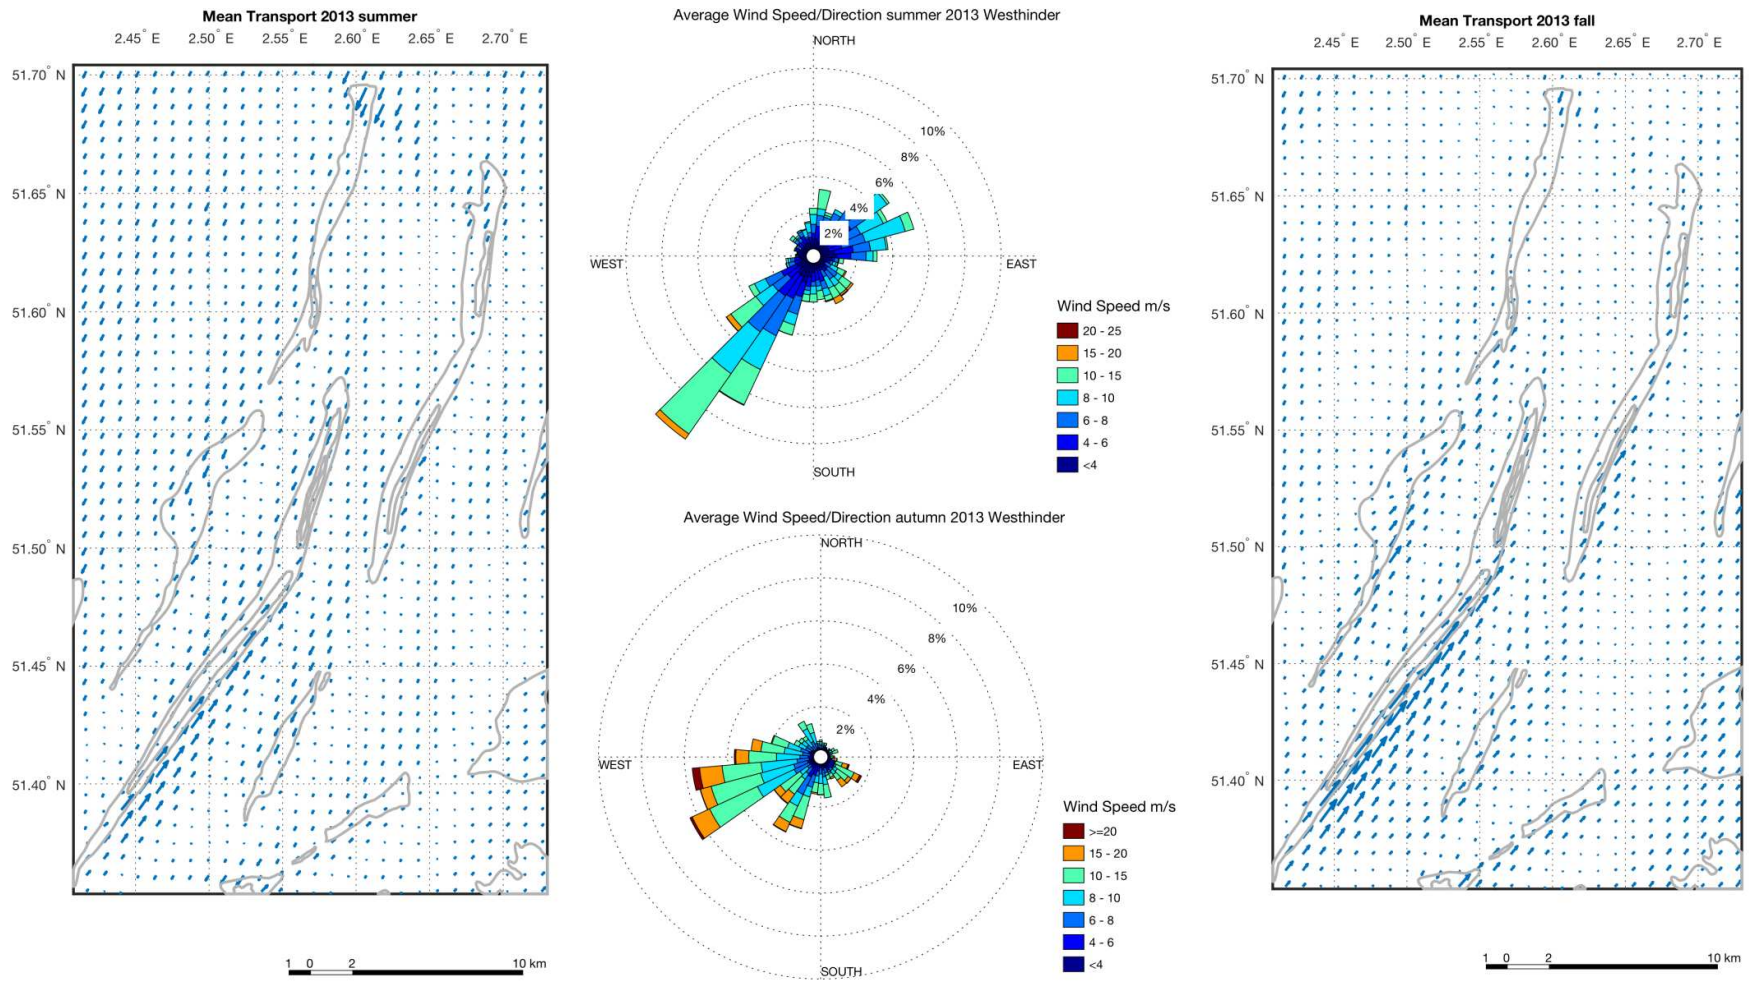 Mean Transport 2013 summer
2.45° E 2.50° E 2.55° E 2.60° E 2.65° E 2.70° E
51.70° N
51.65° N
51.60° N
51.55° N
51.50° N
51.45° N
51.40° N
1 0 2 10 km
Average Wind Speed/Direction summer 2013 Westhinder
NORTH
10%
8%
6%
4%
2%
WEST
EAST
SOUTH
Wind Speed m/s
20 - 25
15 - 20
10 - 15
8 - 10
6 - 8
4 - 6
<4
Average Wind Speed/Direction autumn 2013 Westhinder
NORTH
10%
8%
6%
4%
2%
WEST
EAST
SOUTH
Wind Speed m/s
>=20
15 - 20
10 - 15
8 - 10
6 - 8
4 - 6
<4
Mean Transport 2013 fall
2.45° E 2.50° E 2.55° E 2.60° E 2.65° E 2.70° E
51.70° N
51.65° N
51.60° N
51.55° N
51.50° N
51.45° N
51.40° N
1 0 2 10 km